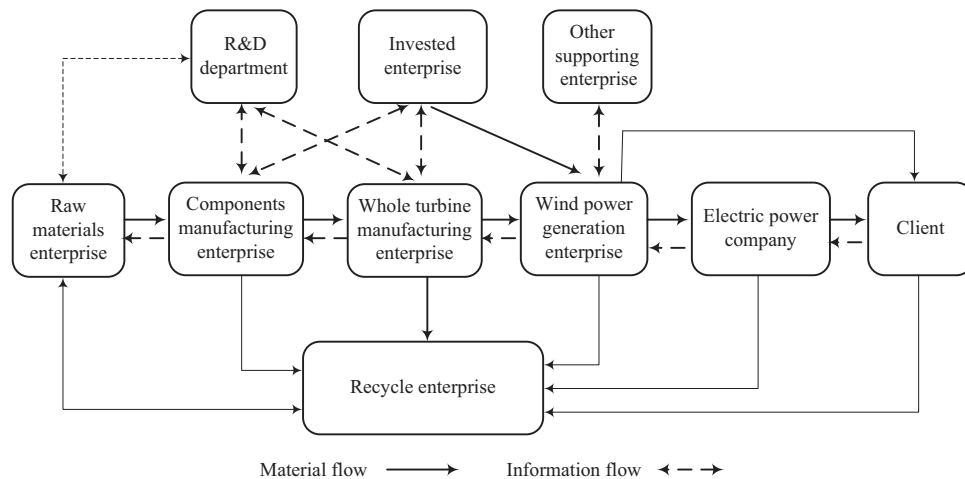 R&D
department
Invested
enterprise
Other
supporting
enterprise
Raw
materials
enterprise
Components
manufacturing
enterprise
Whole turbine
manufacturing
enterprise
Wind power
generation
enterprise
Electric power
company
Client
Recycle enterprise
Material flow
Information flow